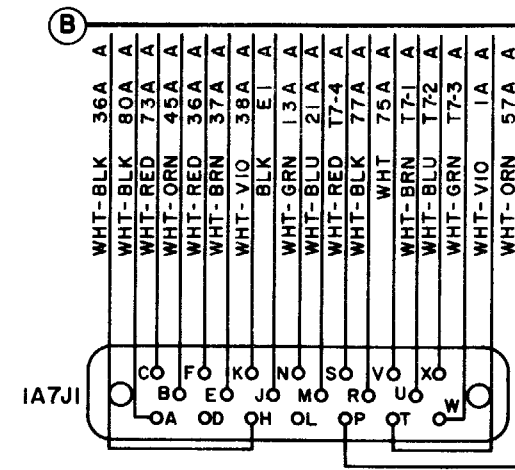 B
WHT-BLK 36A A
WHT-BLK 80A A
WHT-RED 73A A
WHT-ORN 45A A
WHT-RED 36A A
WHT-BRN 37A A
WHT-VIO 38A A
BLK E1 A
WHT-GRN 13A A
WHT-BLU 21A A
WHT-RED T7-4 A
WHT-BLK 77A A
WHT 75A A
WHT-BRN T7-1 A
WHT-BLU T7-2 A
WHT-GRN T7-3 A
WHT-VIO 1A A
WHT-ORN 57A A
C F K N S V X
1A7J1
B E J M R U W
A D H L P T